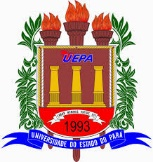 UEPA
1993
UNIVERSIDADE DO ESTADO DO PARÁ